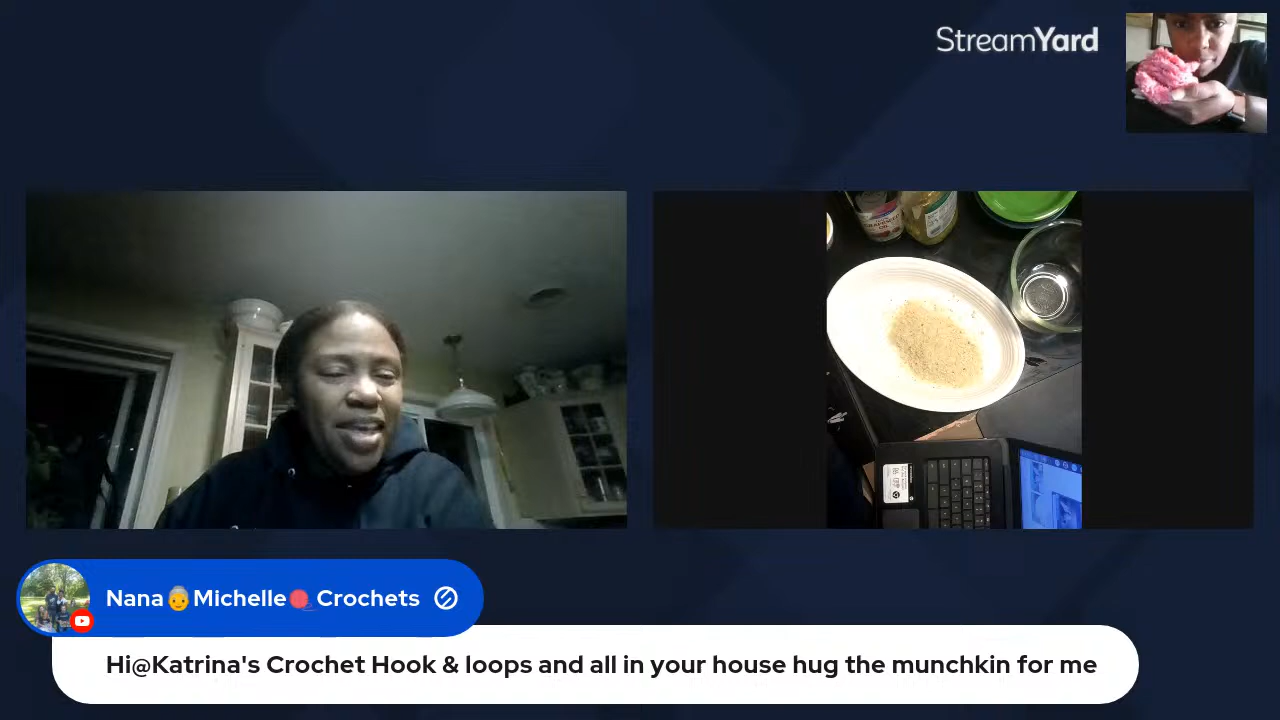 StreamYard
Nana👵Michelle🧶Crochets
Hi@Katrina's Crochet Hook & loops and all in your house hug the munchkin for me